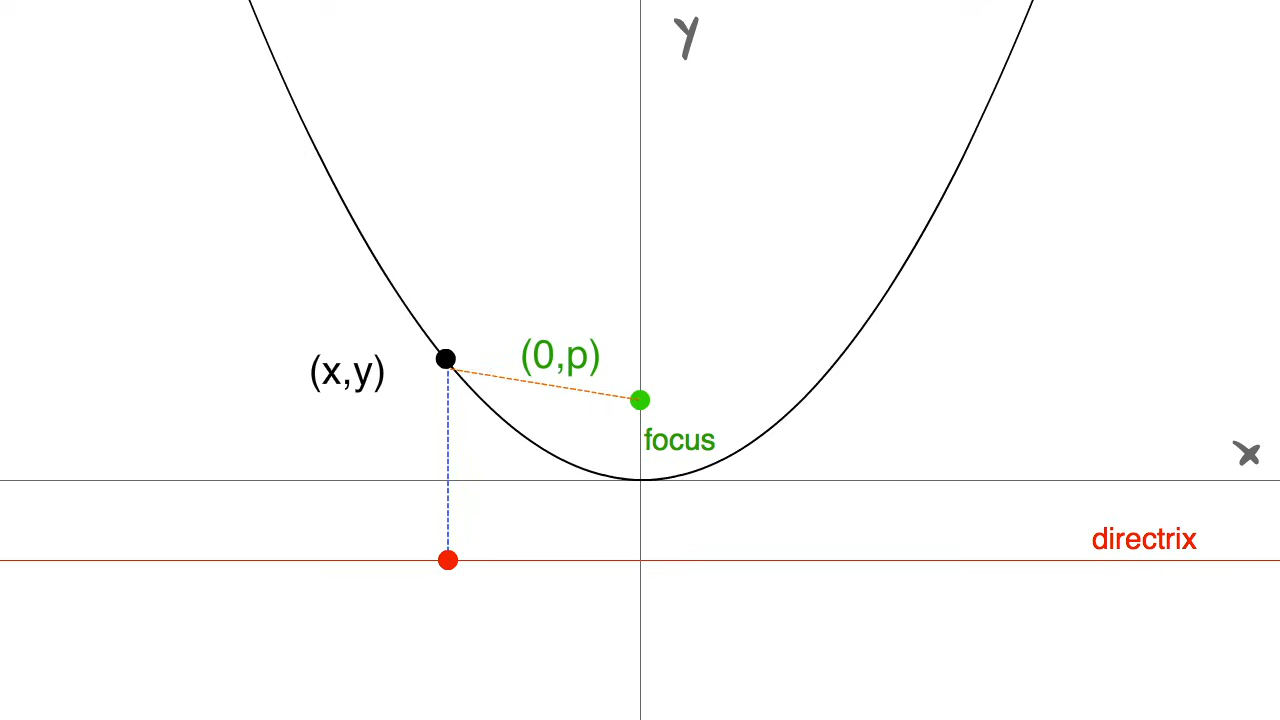 y
(0,p)
(x,y)
focus
x
directrix